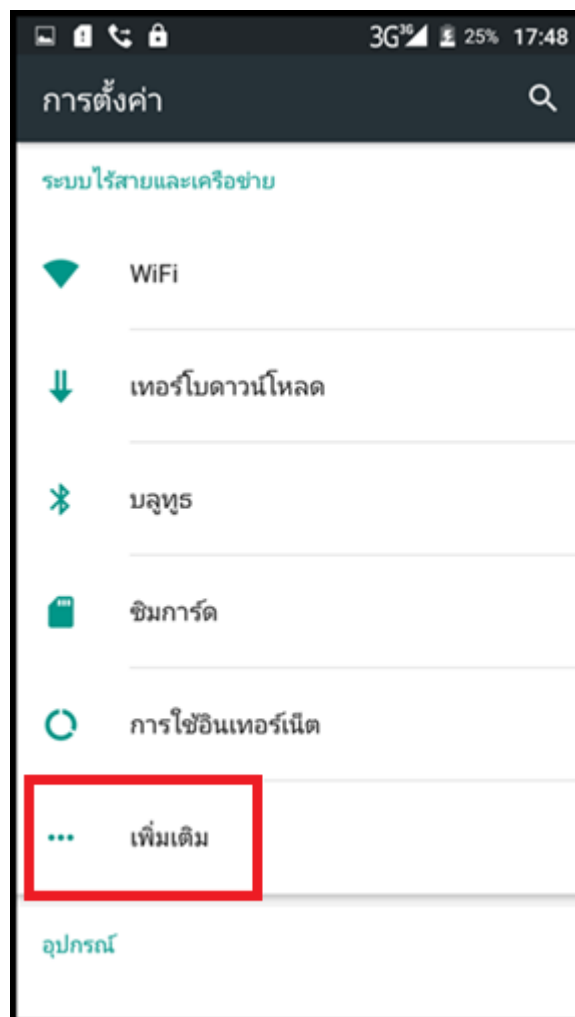 3G 3G 25% 17:48
การตั้งค่า
ระบบไร้สายและเครือข่าย
WiFi
เทอร์โบดาวน์โหลด
บลูทูธ
ซิมการ์ด
การใช้อินเทอร์เน็ต
เพิ่มเติม
อุปกรณ์